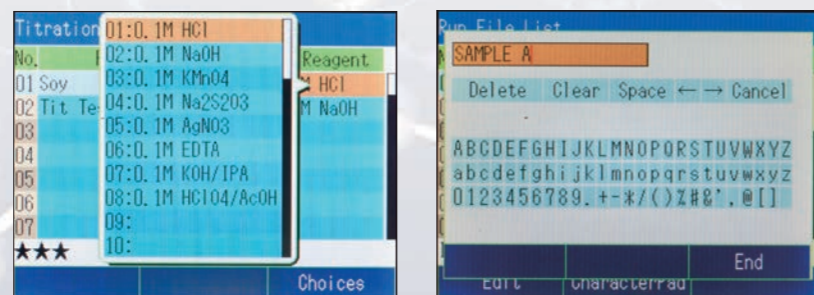 Titration
01:0.1M HCl
02:0.1M NaOH
03:0.1M KMnO4
04:0.1M Na2S2O3
05:0.1M AgNO3
06:0.1M EDTA
07:0.1M KOH/IPA
08:0.1M HClO4/AcOH
09:
10:
No.
Reagent
01 Soy
M HCl
02 Tit Te
M NaOH
03
04
05
06
07
★★★
Choices
Run File List
SAMPLE A
Delete Clear Space ← → Cancel
ABCDEFGHIJKLMNOPQRSTUVWXYZ
abcdefghijklmnopqrstuvwxyz
0123456789.+-*/()%#&',@[]
End
Edit CharacterPad